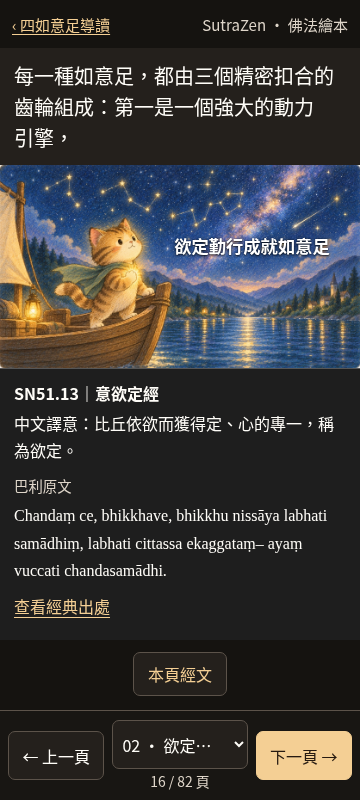 ‹ 四如意足導讀
SutraZen · 佛法繪本
每一種如意足，都由三個精密扣合的
齒輪組成：第一是一個強大的動力
引擎，
欲定勤行成就如意足
SN51.13｜意欲定經
中文譯意：比丘依欲而獲得定、心的專一，稱
為欲定。
巴利原文
Chandaṃ ce, bhikkhave, bhikkhu nissāya labhati
samādhiṃ, labhati cittassa ekaggataṃ– ayaṃ
vuccati chandasamādhi.
查看經典出處
本頁經文
← 上一頁
02 · 欲定…
下一頁 →
16 / 82 頁